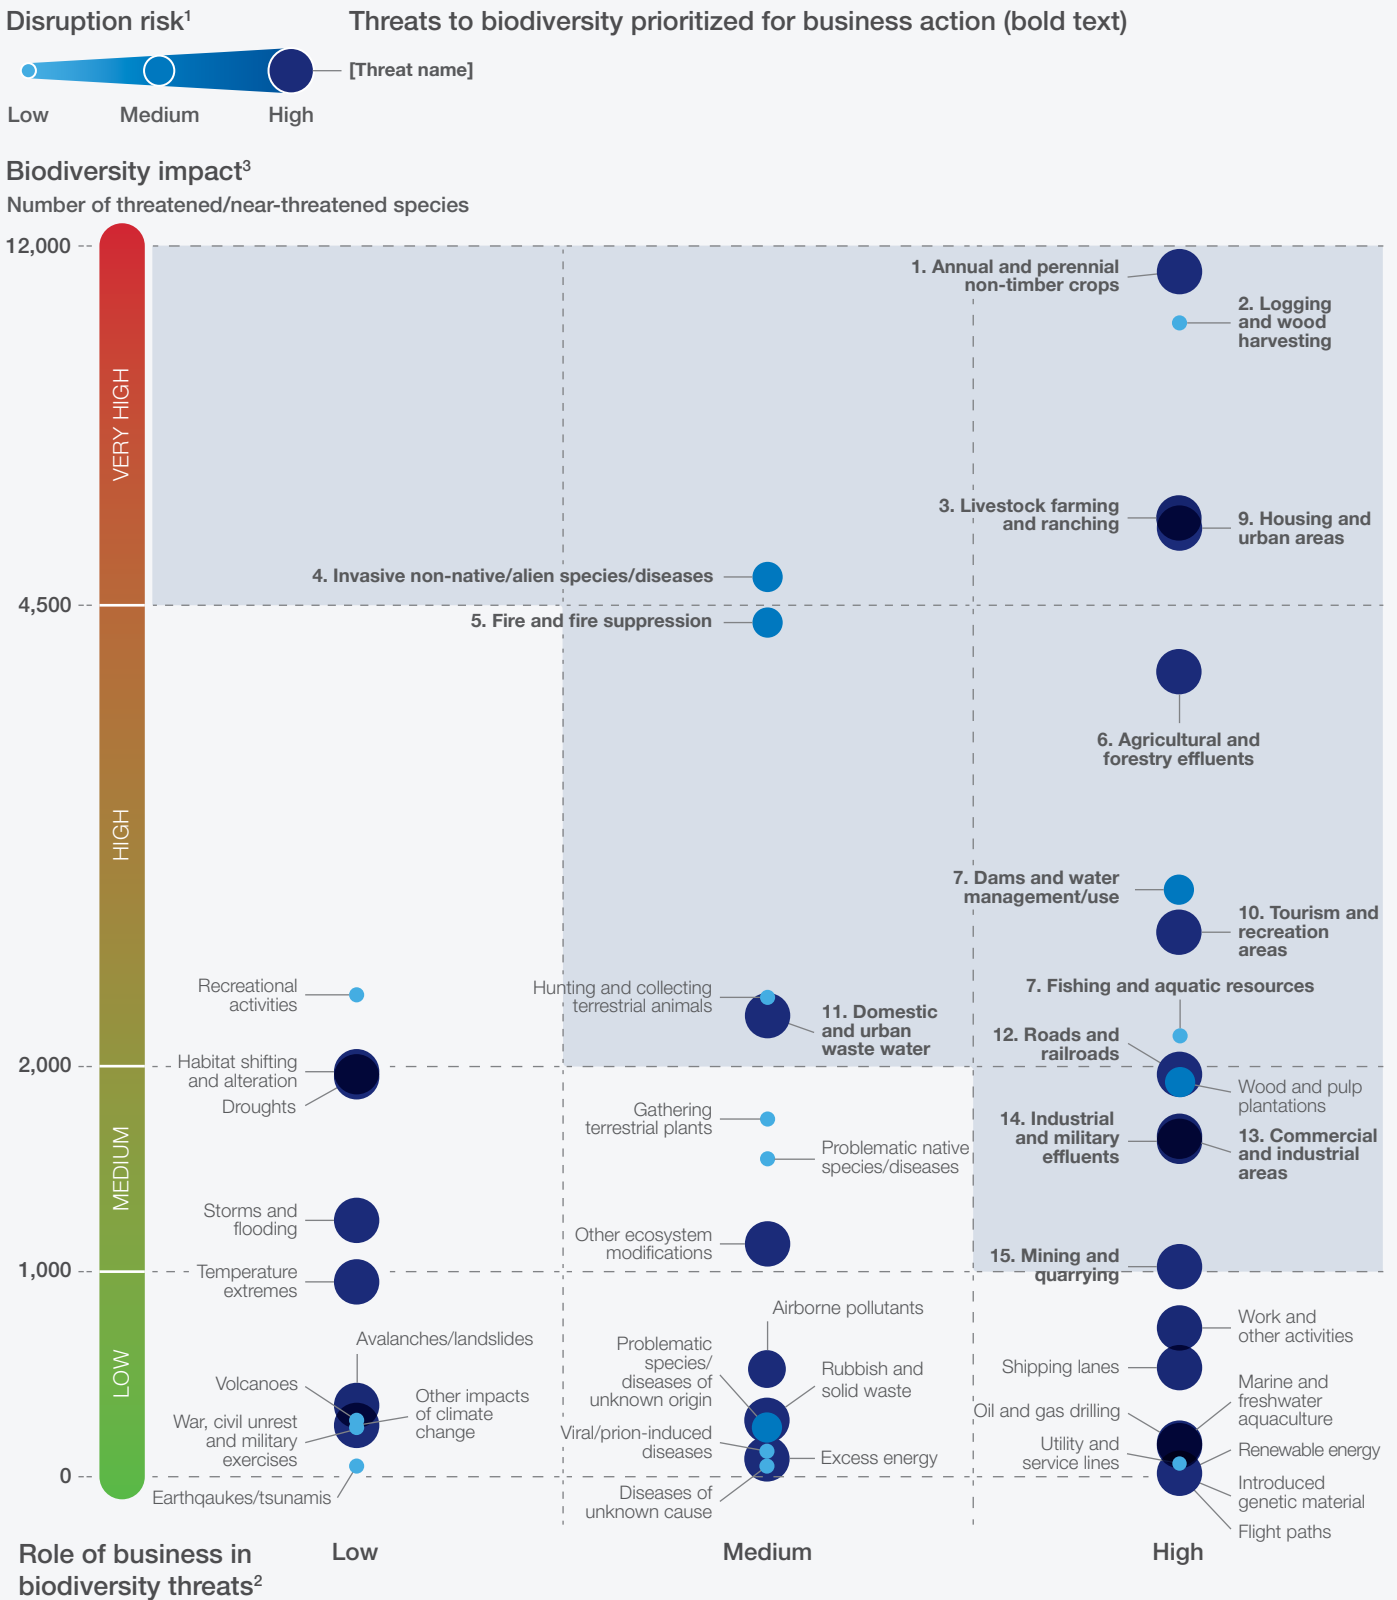 Disruption risk¹
Threats to biodiversity prioritized for business action (bold text)
[Threat name]
Low
Medium
High
Biodiversity impact³
Number of threatened/near-threatened species
12,000
4,500
2,000
1,000
0
VERY HIGH
HIGH
MEDIUM
LOW
1. Annual and perennial
non-timber crops
2. Logging
and wood
harvesting
3. Livestock farming
and ranching
9. Housing and
urban areas
4. Invasive non-native/alien species/diseases
5. Fire and fire suppression
6. Agricultural and
forestry effluents
7. Dams and water
management/use
10. Tourism and
recreation
areas
Recreational
activities
Hunting and collecting
terrestrial animals
11. Domestic
and urban
waste water
7. Fishing and aquatic resources
12. Roads and
railroads
Wood and pulp
plantations
Habitat shifting
and alteration
Droughts
Gathering
terrestrial plants
Problematic native
species/diseases
14. Industrial
and military
effluents
13. Commercial
and industrial
areas
Storms and
flooding
Other ecosystem
modifications
15. Mining and
quarrying
Temperature
extremes
Airborne pollutants
Work and
other activities
Avalanches/landslides
Problematic
species/
diseases of
unknown origin
Rubbish and
solid waste
Shipping lanes
Volcanoes
Other impacts
of climate
change
War, civil unrest
and military
exercises
Viral/prion-induced
diseases
Excess energy
Oil and gas drilling
Marine and
freshwater
aquaculture
Utility and
service lines
Renewable energy
Earthqaukes/tsunamis
Diseases of
unknown cause
Introduced
genetic material
Flight paths
Role of business in
biodiversity threats²
Low
Medium
High